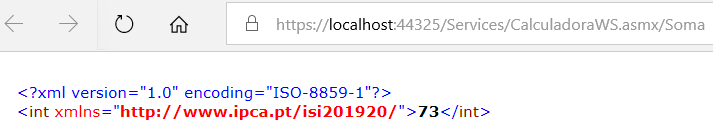 https://localhost:44325/Services/CalculadoraWS.asmx/Soma
<?xml version="1.0" encoding="ISO-8859-1"?>
<int xmlns="http://www.ipca.pt/isi201920/">73</int>